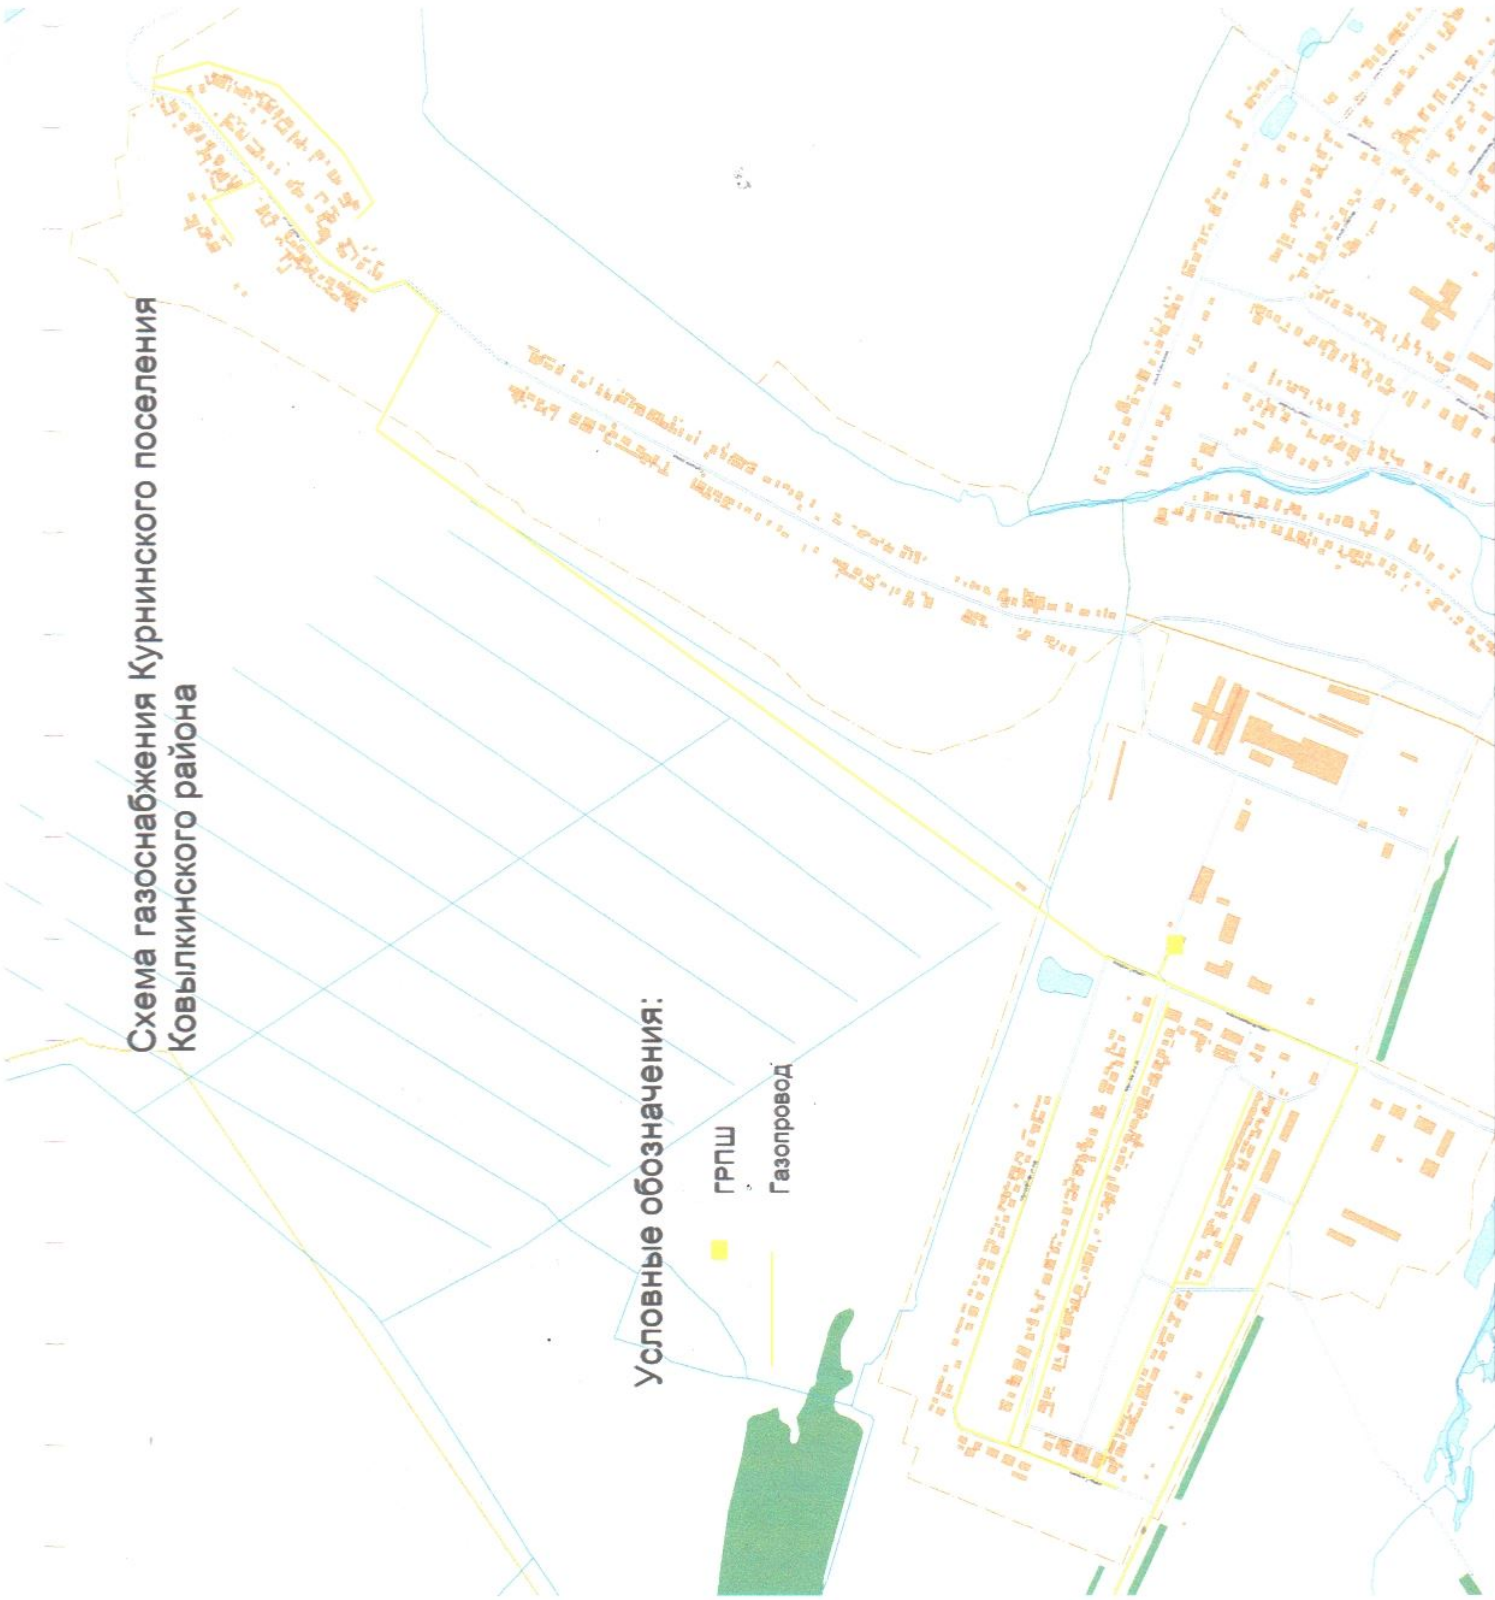 Схема газоснабжения Курнинского поселения
Ковылкинского района
Условные обозначения:
ГРПШ
Газопровод